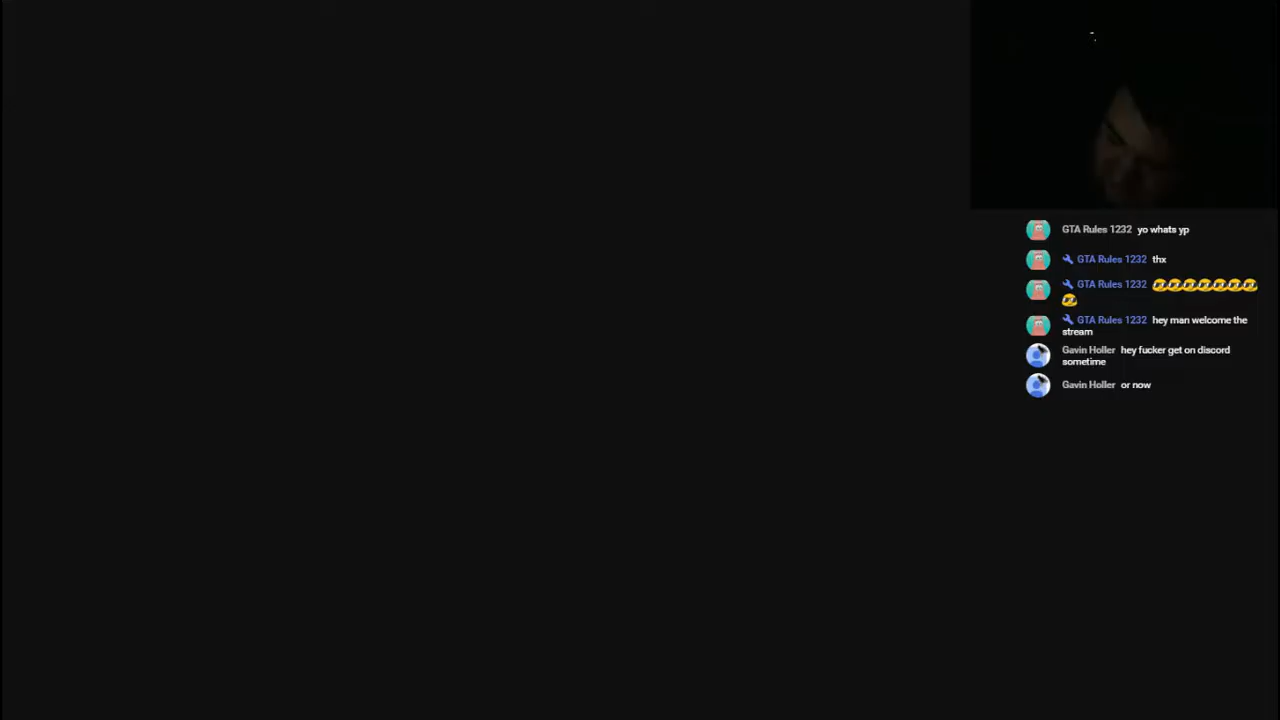 GTA Rules 1232 yo whats yp
GTA Rules 1232 thx
GTA Rules 1232
GTA Rules 1232 hey man welcome the
stream
Gavin Holler hey fucker get on discord
sometime
Gavin Holler or now